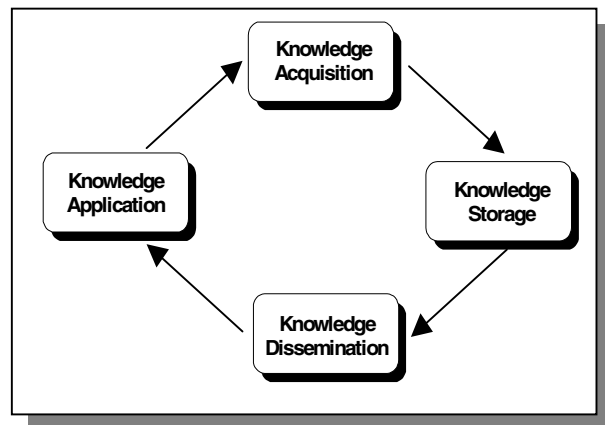 Knowledge
Acquisition
Knowledge
Storage
Knowledge
Dissemination
Knowledge
Application